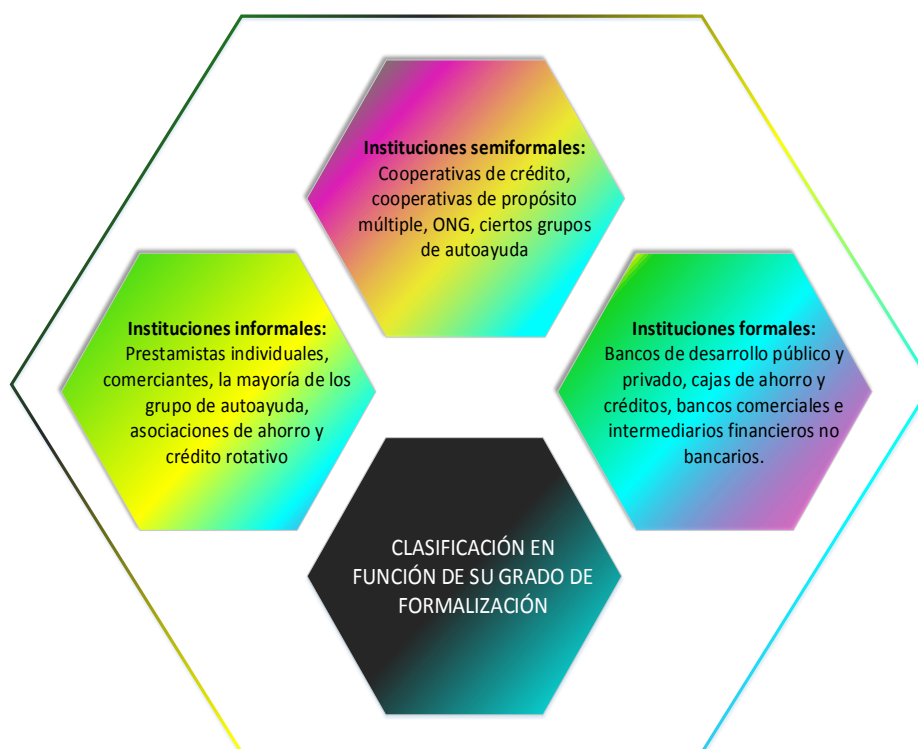 Instituciones semiformales:
Cooperativas de crédito,
cooperativas de propósito
múltiple, ONG, ciertos grupos
de autoayuda
Instituciones informales:
Prestamistas individuales,
comerciantes, la mayoría de los
grupo de autoayuda,
asociaciones de ahorro y
crédito rotativo
Instituciones formales:
Bancos de desarrollo público y
privado, cajas de ahorro y
créditos, bancos comerciales e
intermediarios financieros no
bancarios.
CLASIFICACIÓN EN
FUNCIÓN DE SU GRADO DE
FORMALIZACIÓN